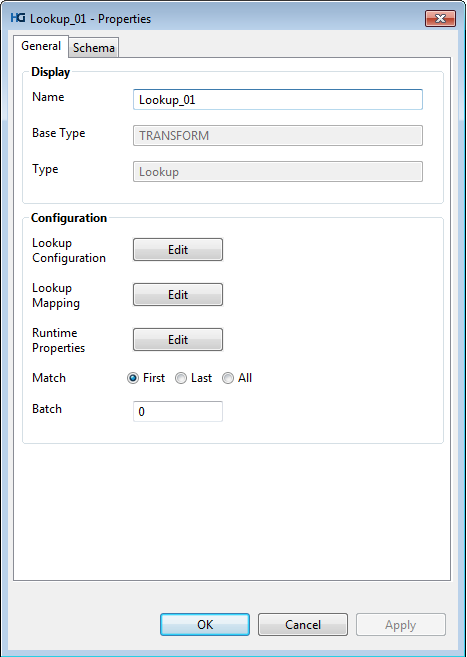 HG Lookup_01 - Properties
General Schema
Display
Name Lookup_01
Base Type TRANSFORM
Type Lookup
Configuration
Lookup
Configuration Edit
Lookup
Mapping Edit
Runtime
Properties Edit
Match First Last All
Batch 0
OK Cancel Apply